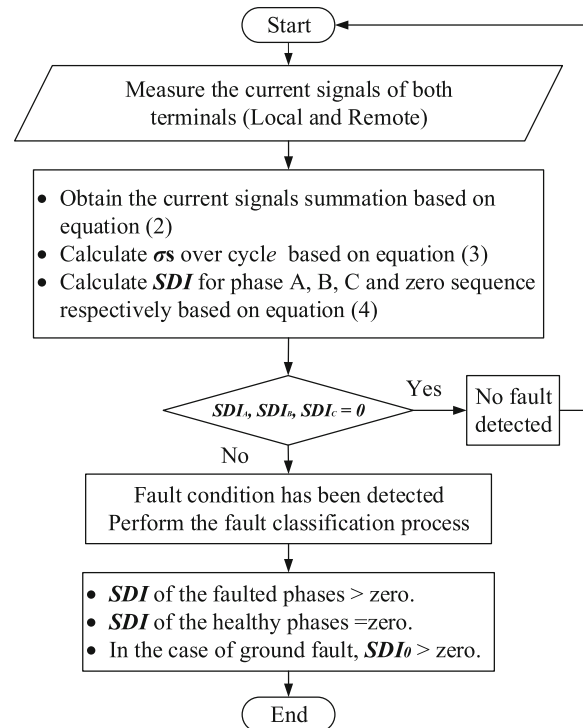 Start
Measure the current signals of both
terminals (Local and Remote)
• Obtain the current signals summation based on
equation (2)
• Calculate σs over cycle based on equation (3)
• Calculate SDI for phase A, B, C and zero sequence
respectively based on equation (4)
SDIA, SDIB, SDIC = 0
Yes
No fault
detected
No
Fault condition has been detected
Perform the fault classification process
• SDI of the faulted phases > zero.
• SDI of the healthy phases =zero.
• In the case of ground fault, SDI0 > zero.
End